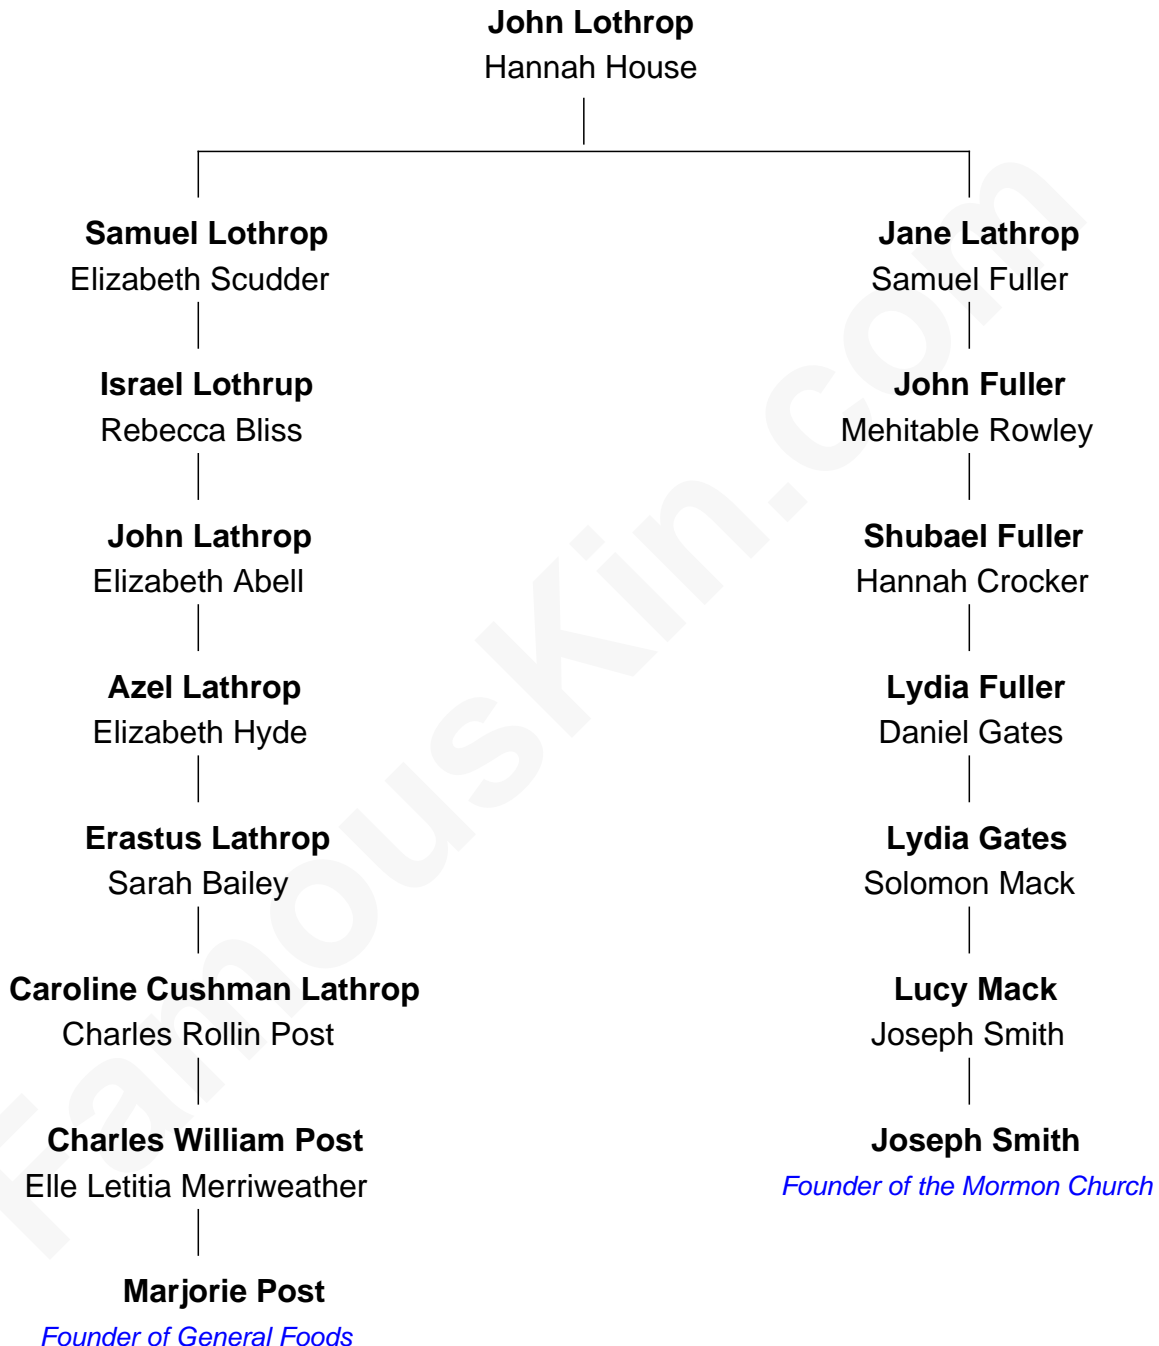 John Lothrop
Hannah House
Samuel Lothrop
Elizabeth Scudder
Israel Lothrup
Rebecca Bliss
John Lathrop
Elizabeth Abell
Azel Lathrop
Elizabeth Hyde
Erastus Lathrop
Sarah Bailey
Caroline Cushman Lathrop
Charles Rollin Post
Charles William Post
Elle Letitia Merriweather
Marjorie Post
Founder of General Foods
Jane Lathrop
Samuel Fuller
John Fuller
Mehitable Rowley
Shubael Fuller
Hannah Crocker
Lydia Fuller
Daniel Gates
Lydia Gates
Solomon Mack
Lucy Mack
Joseph Smith
Joseph Smith
Founder of the Mormon Church
FamousKin.com